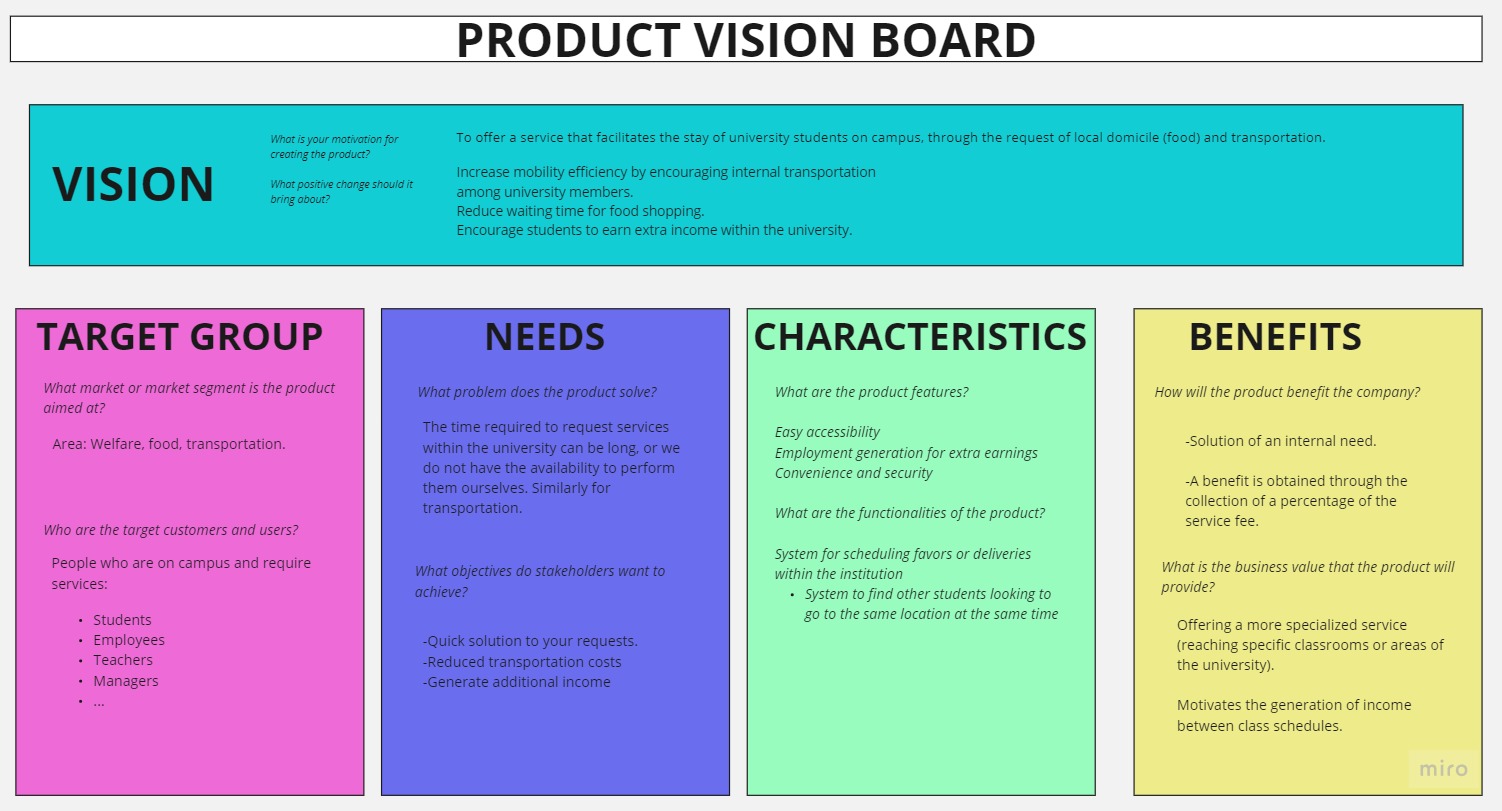 PRODUCT VISION BOARD
VISION
What is your motivation for
creating the product?
What positive change should it
bring about?
To offer a service that facilitates the stay of university students on campus, through the request of local domicile (food) and transportation.
Increase mobility efficiency by encouraging internal transportation
among university members.
Reduce waiting time for food shopping.
Encourage students to earn extra income within the university.
TARGET GROUP
What market or market segment is the product
aimed at?
Area: Welfare, food, transportation.
Who are the target customers and users?
People who are on campus and require
services:
• Students
• Employees
• Teachers
• Managers
• ...
NEEDS
What problem does the product solve?
The time required to request services
within the university can be long, or we
do not have the availability to perform
them ourselves. Similarly for
transportation.
What objectives do stakeholders want to
achieve?
-Quick solution to your requests.
-Reduced transportation costs
-Generate additional income
CHARACTERISTICS
What are the product features?
Easy accessibility
Employment generation for extra earnings
Convenience and security
What are the functionalities of the product?
System for scheduling favors or deliveries
within the institution
• System to find other students looking to
go to the same location at the same time
BENEFITS
How will the product benefit the company?
-Solution of an internal need.
-A benefit is obtained through the
collection of a percentage of the
service fee.
What is the business value that the product will
provide?
Offering a more specialized service
(reaching specific classrooms or areas of
the university).
Motivates the generation of income
between class schedules.
miro